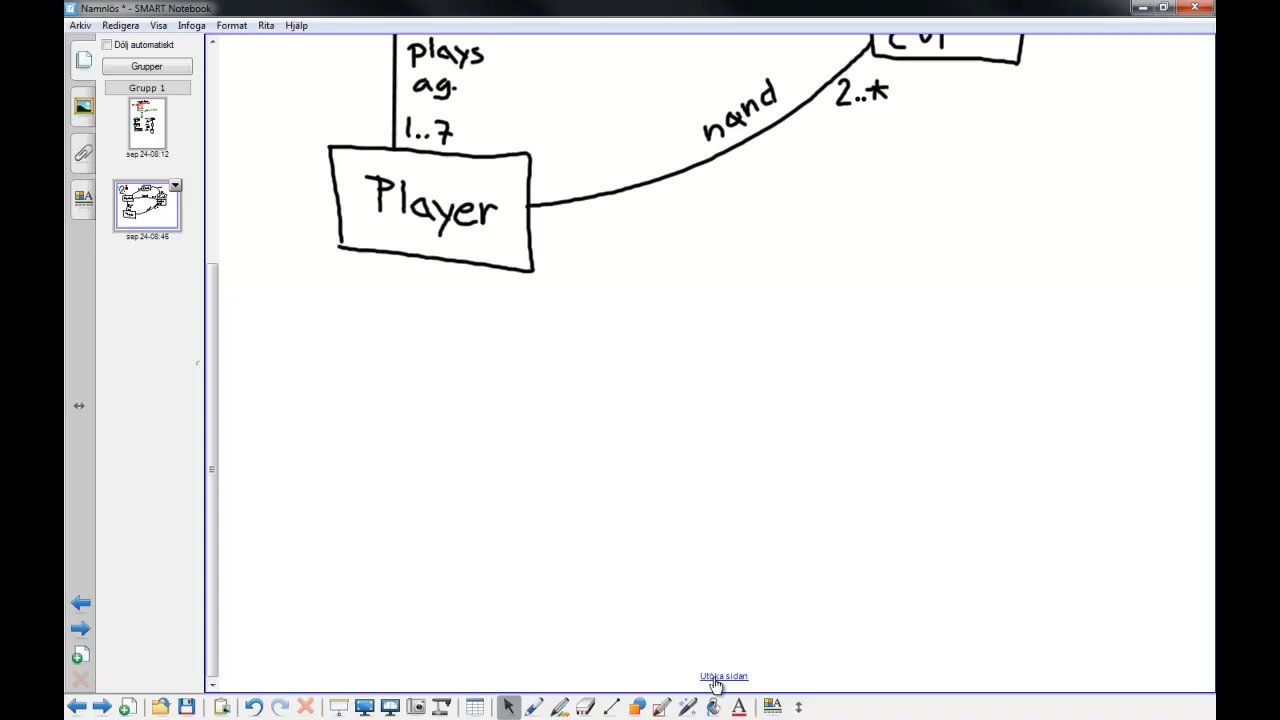 Namnlös * - SMART Notebook
Arkiv Redigera Visa Infoga Format Rita Hjälp
Dölj automatiskt
Grupper
Grupp 1
sep 24-08:12
sep 24-08:46
plays
ag.
1..7
Player
hand
2..*
Utöka sidan